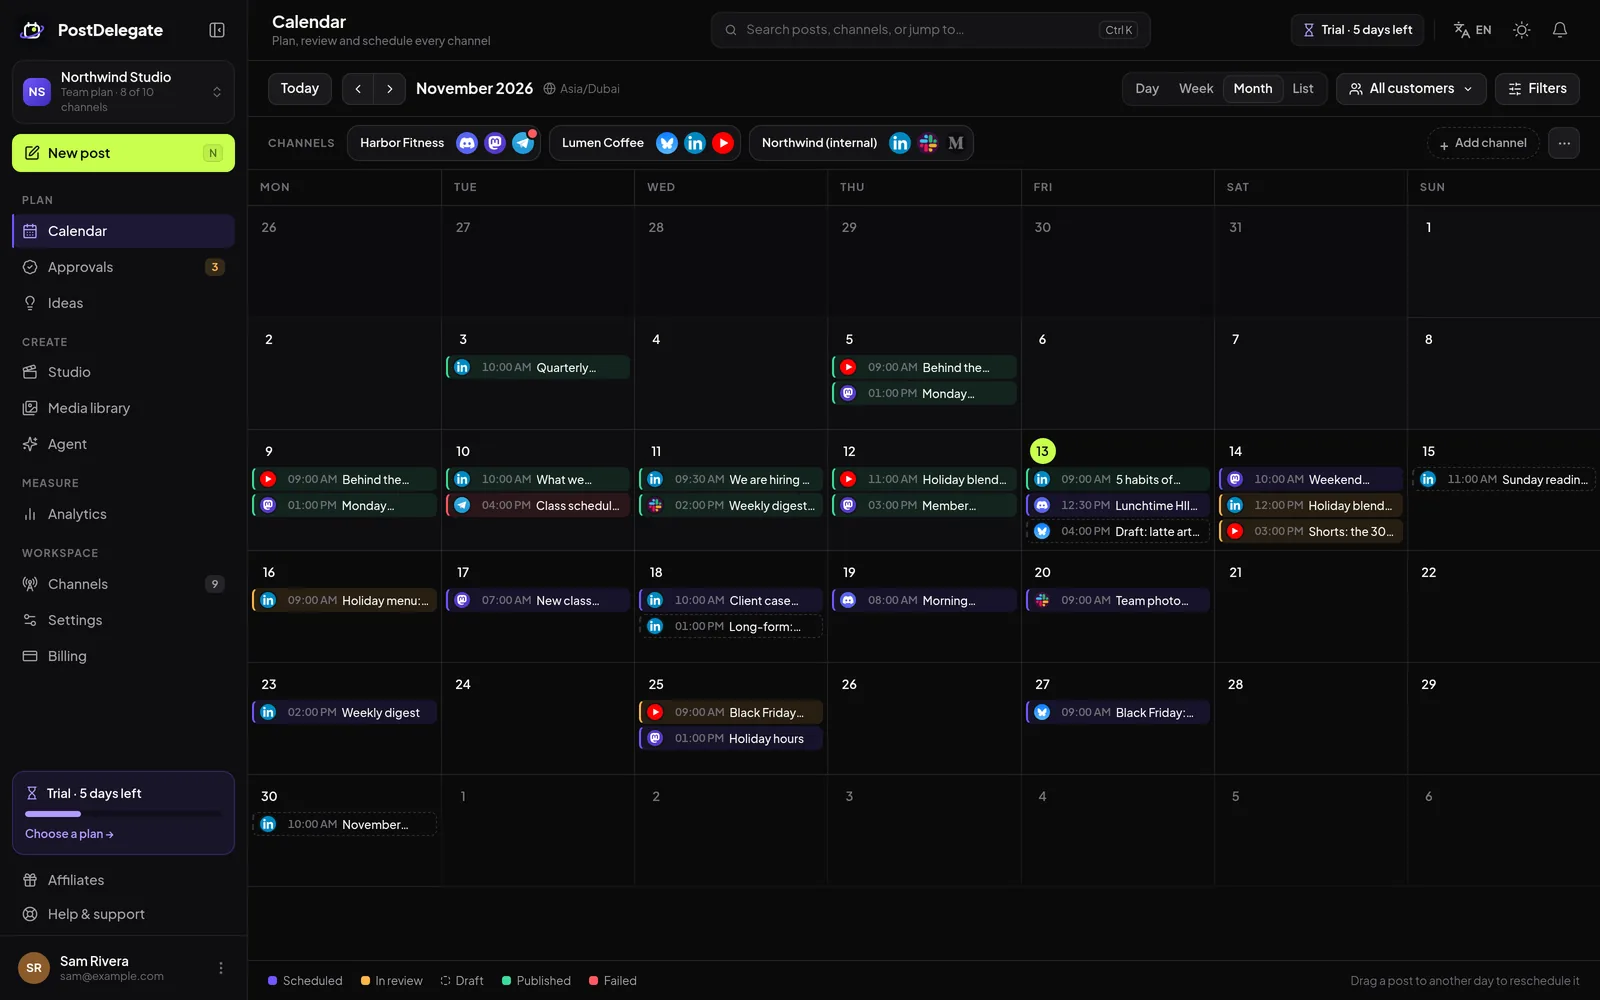 PostDelegate
NS
Northwind Studio
Team plan · 8 of 10
channels
New post
N
PLAN
Calendar
Approvals
3
Ideas
CREATE
Studio
Media library
Agent
MEASURE
Analytics
WORKSPACE
Channels
9
Settings
Billing
Trial · 5 days left
Choose a plan →
Affiliates
Help & support
SR
Sam Rivera
sam@example.com
Calendar
Plan, review and schedule every channel
Search posts, channels, or jump to…
Ctrl K
Trial · 5 days left
EN
Today
November 2026
Asia/Dubai
Day
Week
Month
List
All customers
Filters
CHANNELS
Harbor Fitness
Lumen Coffee
Northwind (internal)
+ Add channel
...
MON
TUE
WED
THU
FRI
SAT
SUN
26
27
28
29
30
31
1
2
3
10:00 AM Quarterly…
4
5
09:00 AM Behind the…
01:00 PM Monday…
6
7
8
9
09:00 AM Behind the…
01:00 PM Monday…
10
10:00 AM What we…
04:00 PM Class schedul…
11
09:30 AM We are hiring …
02:00 PM Weekly digest…
12
11:00 AM Holiday blend…
03:00 PM Member…
13
09:00 AM 5 habits of…
12:30 PM Lunchtime HII…
04:00 PM Draft: latte art…
14
10:00 AM Weekend…
12:00 PM Holiday blend…
03:00 PM Shorts: the 30…
15
11:00 AM Sunday readin…
16
09:00 AM Holiday menu:…
17
07:00 AM New class…
18
10:00 AM Client case…
01:00 PM Long-form:…
19
08:00 AM Morning…
20
09:00 AM Team photo…
21
22
23
02:00 PM Weekly digest
24
25
09:00 AM Black Friday…
01:00 PM Holiday hours
26
27
09:00 AM Black Friday:…
28
29
30
10:00 AM November…
1
2
3
4
5
6
Scheduled
In review
Draft
Published
Failed
Drag a post to another day to reschedule it